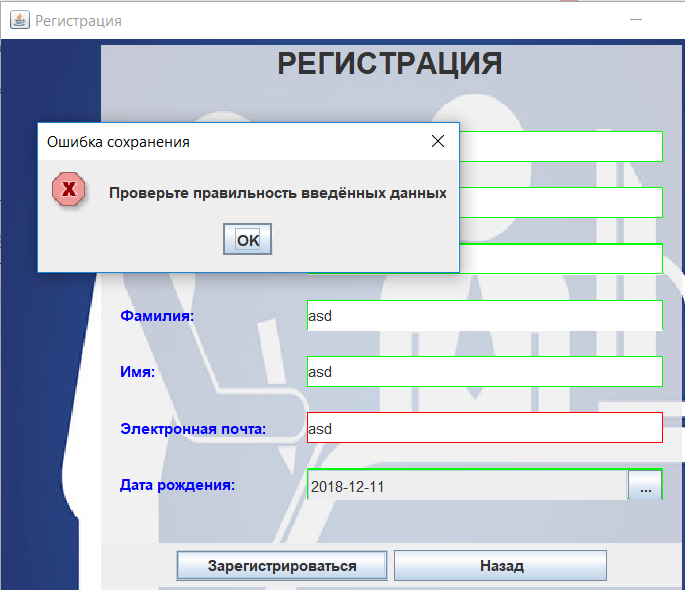 Регистрация
РЕГИСТРАЦИЯ
Ошибка сохранения
Проверьте правильность введённых данных
OK
Фамилия: asd
Имя: asd
Электронная почта: asd
Дата рождения: 2018-12-11 ...
Зарегистрироваться Назад